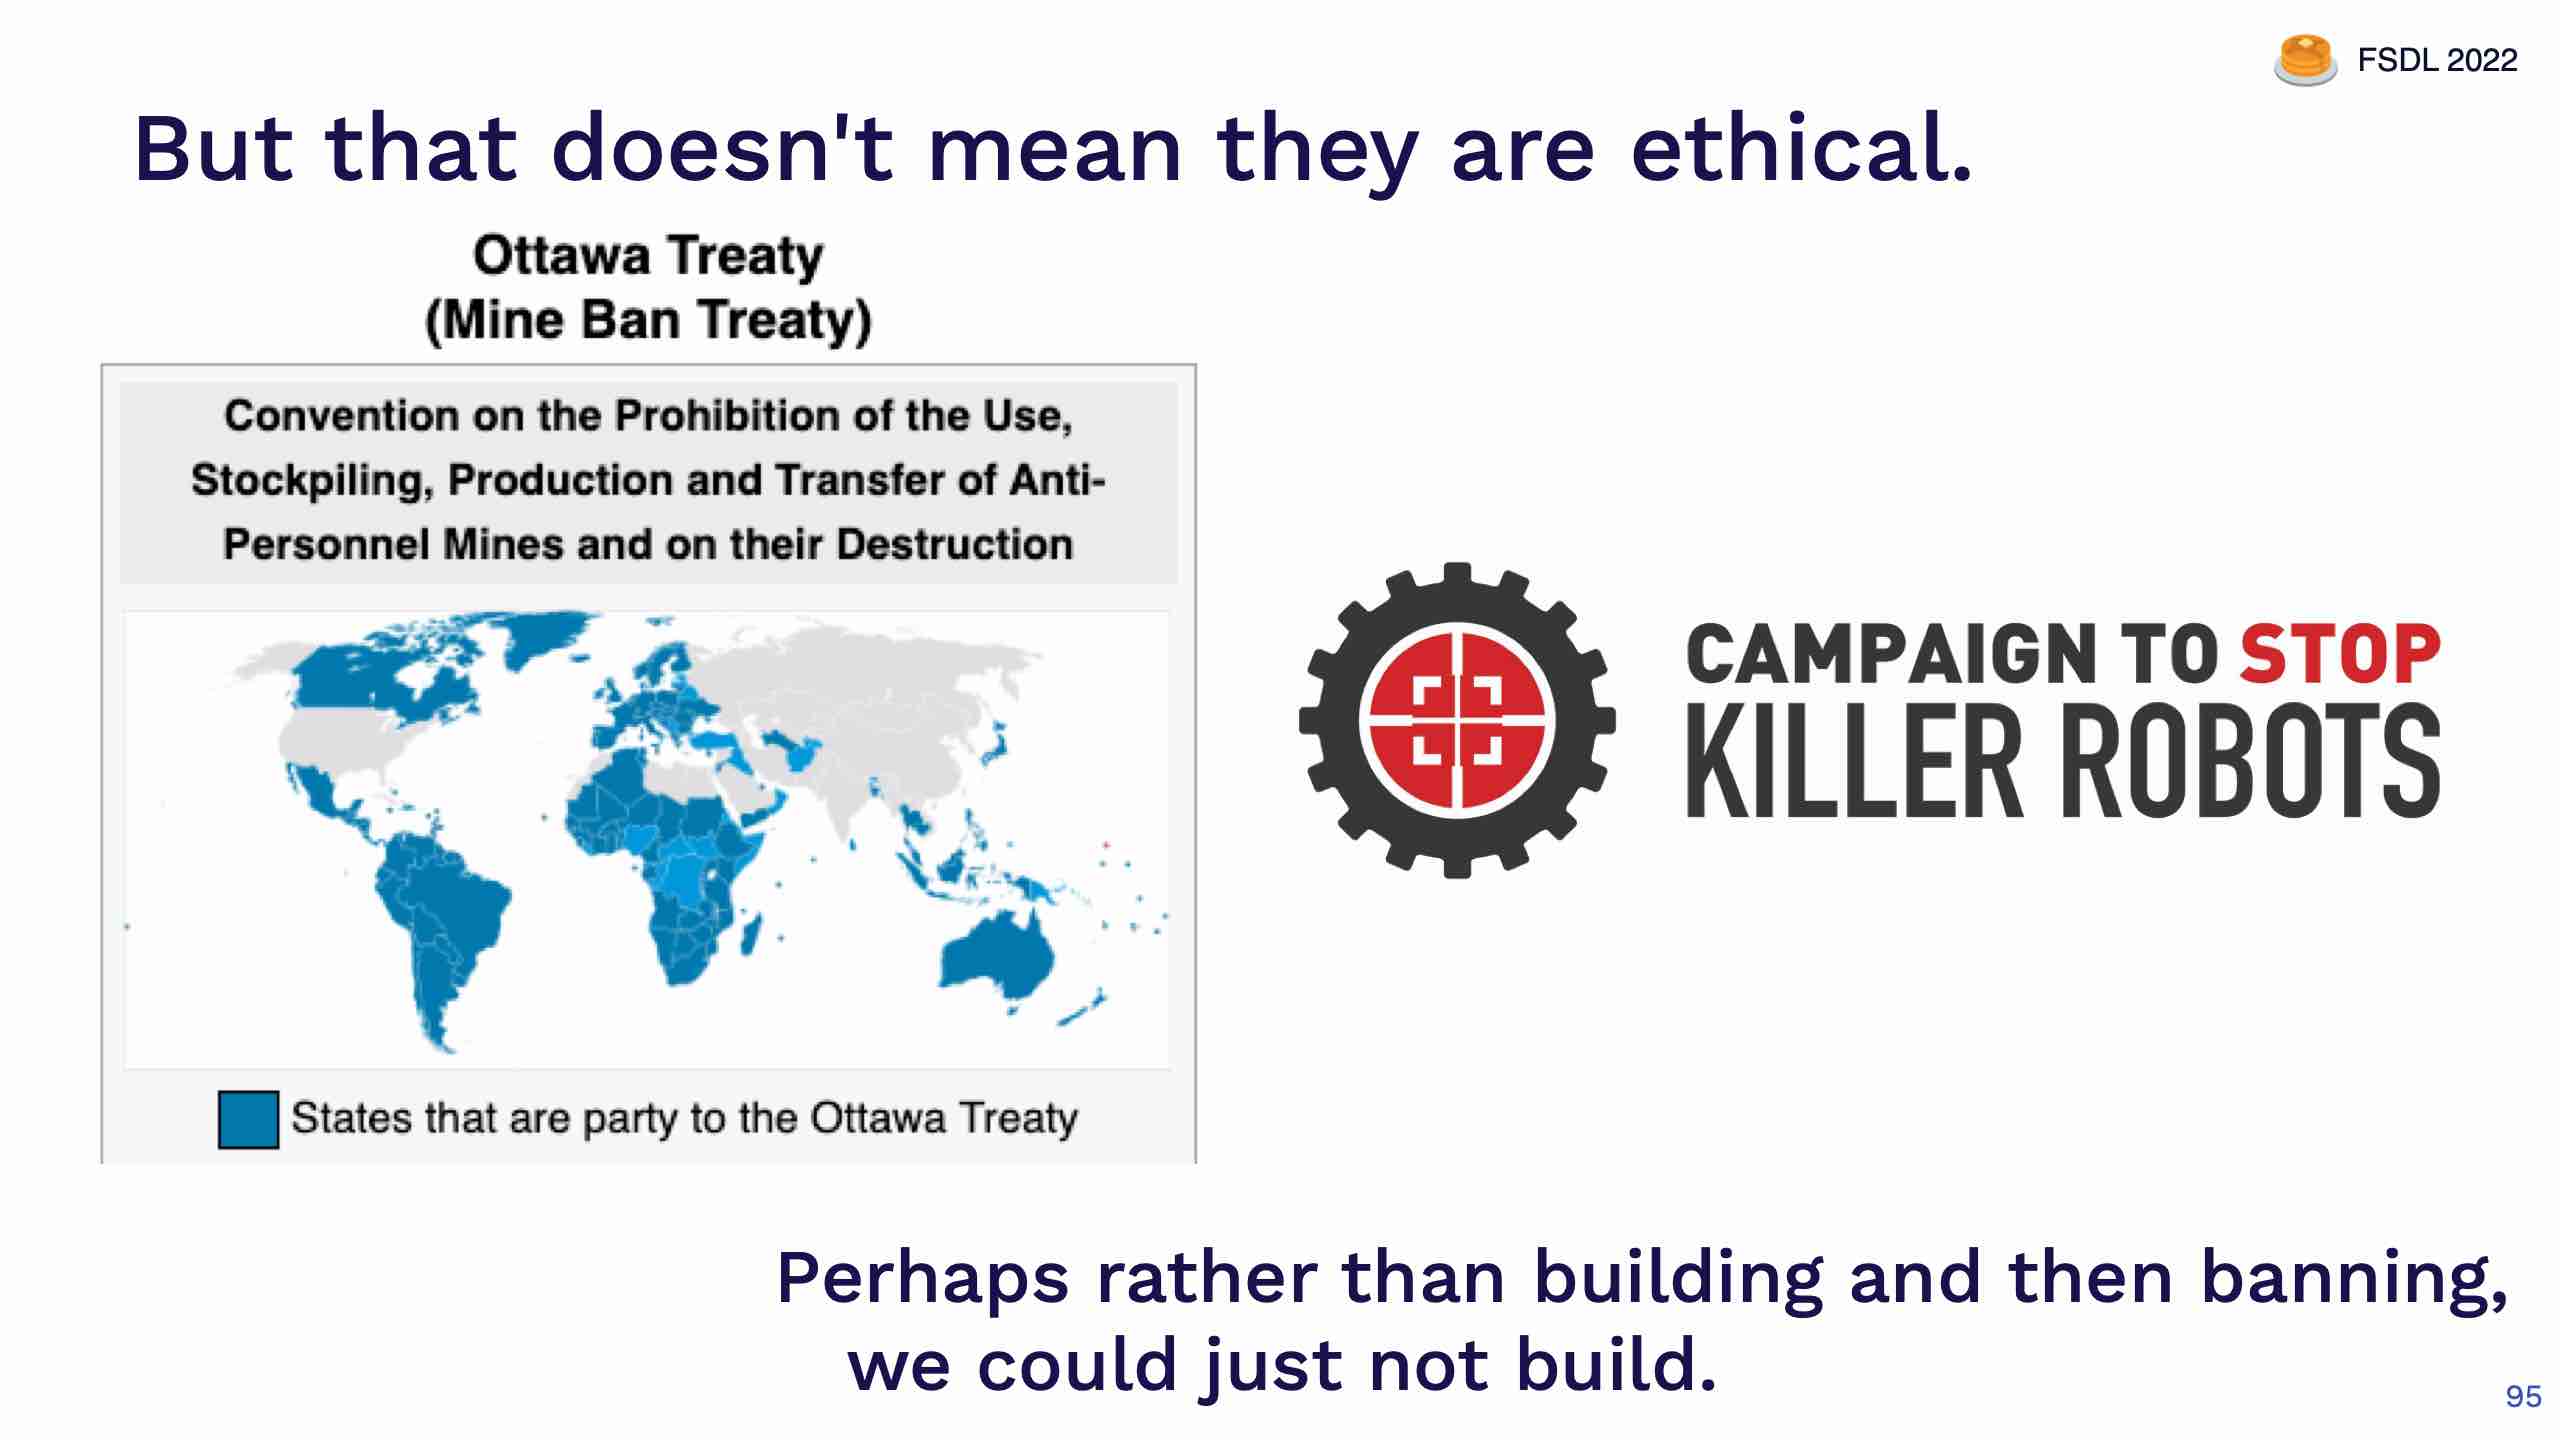 FSDL 2022
But that doesn't mean they are ethical.
Ottawa Treaty
(Mine Ban Treaty)
Convention on the Prohibition of the Use,
Stockpiling, Production and Transfer of Anti-
Personnel Mines and on their Destruction
States that are party to the Ottawa Treaty
CAMPAIGN TO STOP
KILLER ROBOTS
Perhaps rather than building and then banning,
we could just not build.
95